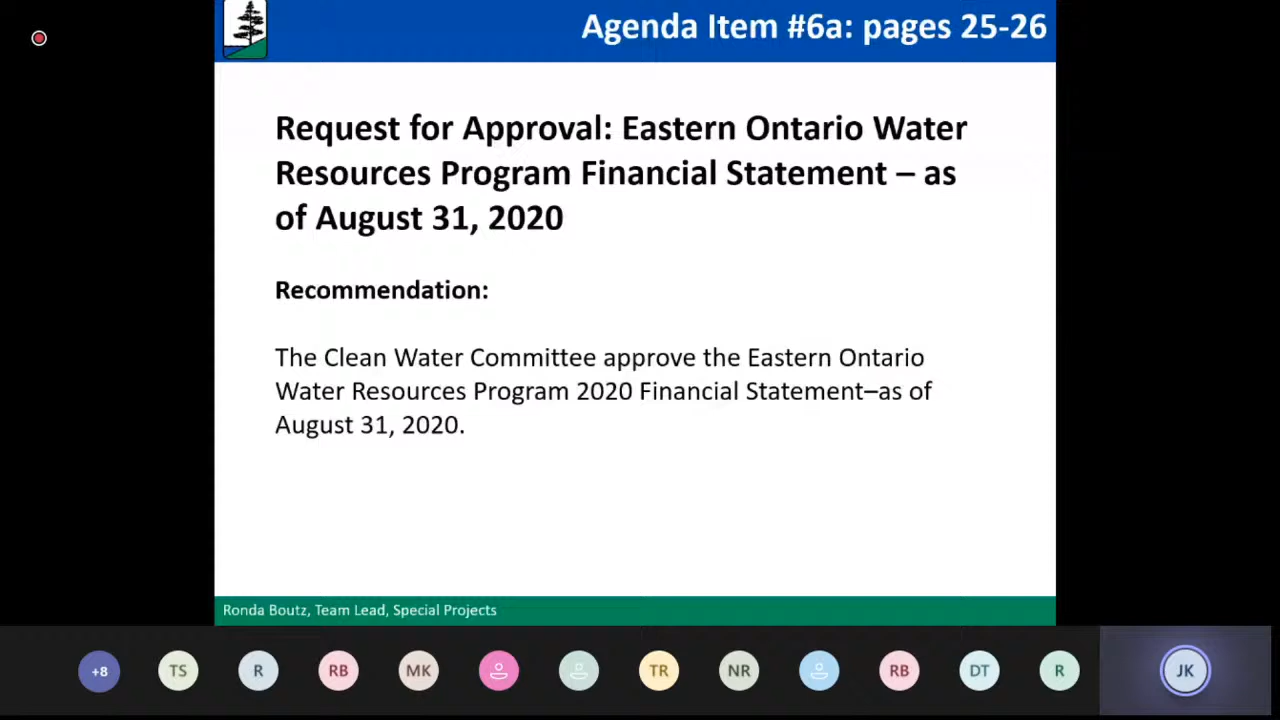 Agenda Item #6a: pages 25-26
Request for Approval: Eastern Ontario Water
Resources Program Financial Statement – as
of August 31, 2020
Recommendation:
The Clean Water Committee approve the Eastern Ontario
Water Resources Program 2020 Financial Statement–as of
August 31, 2020.
Ronda Boutz, Team Lead, Special Projects
+8 TS R RB MK TR NR RB DT R JK